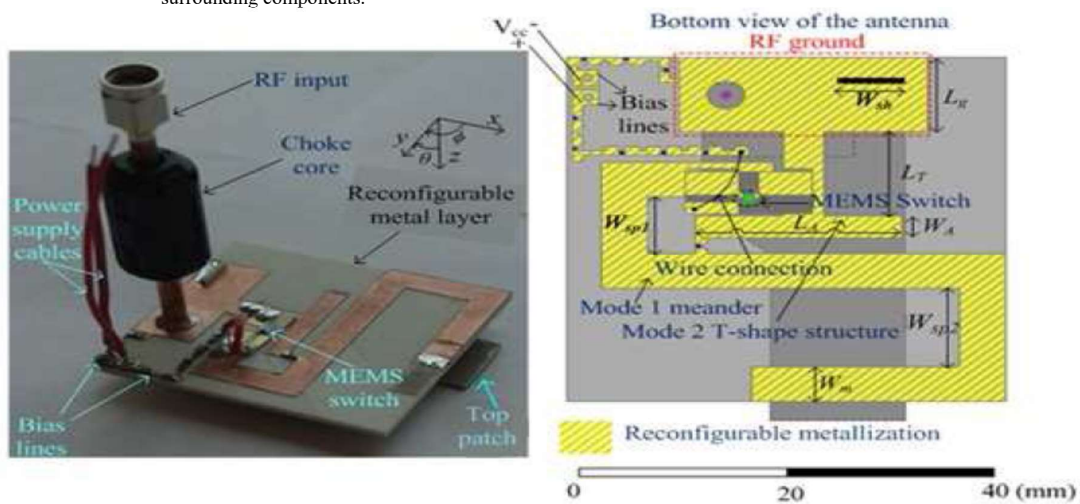 surrounding components.
RF input
Choke
core
Reconfigurable
metal layer
Power
supply
cables
x
y
z
θ
ϕ
MEMS
switch
Top
patch
Bias
lines
Bottom view of the antenna
RF ground
Vcc-
+
Bias
lines
Wsh
Lg
LT
MEMS Switch
Wsp1
LA
WA
Wire connection
Mode 1 meander
Mode 2 T-shape structure
Wsp2
Wm
Reconfigurable metallization
0 20 40 (mm)